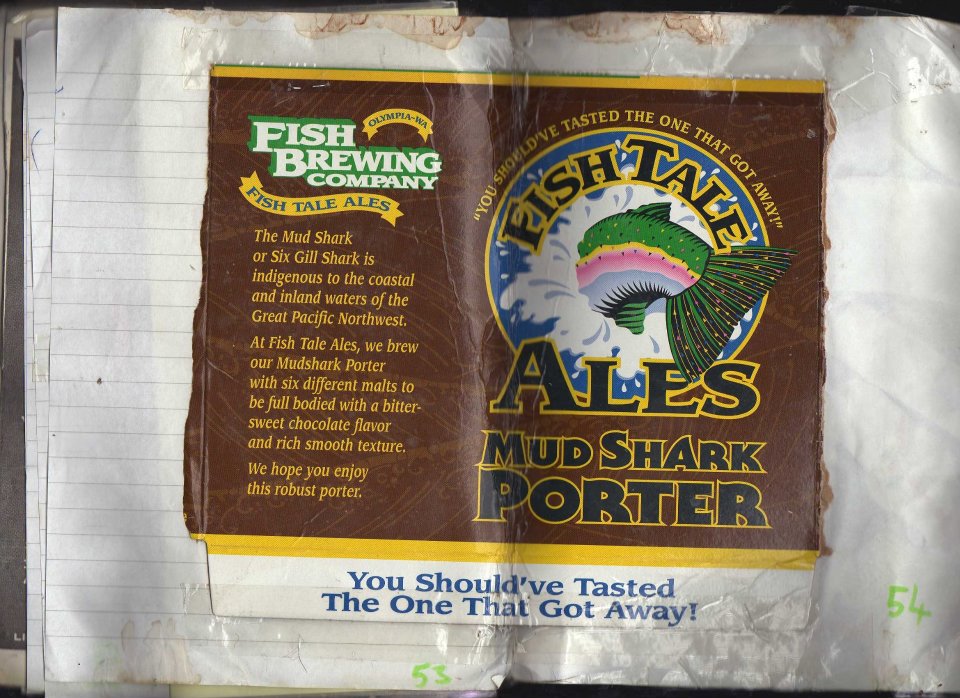 OLYMPIA-WA
FISH
BREWING
COMPANY
FISH TALE ALES
The Mud Shark
or Six Gill Shark is
indigenous to the coastal
and inland waters of the
Great Pacific Northwest.
At Fish Tale Ales, we brew
our Mudshark Porter
with six different malts to
be full bodied with a bitter-
sweet chocolate flavor
and rich smooth texture.
We hope you enjoy
this robust porter.
"YOU SHOULD'VE TASTED THE ONE THAT GOT AWAY!"
FISH TALE
ALES
MUD SHARK
PORTER
You Should've Tasted
The One That Got Away!
53
54